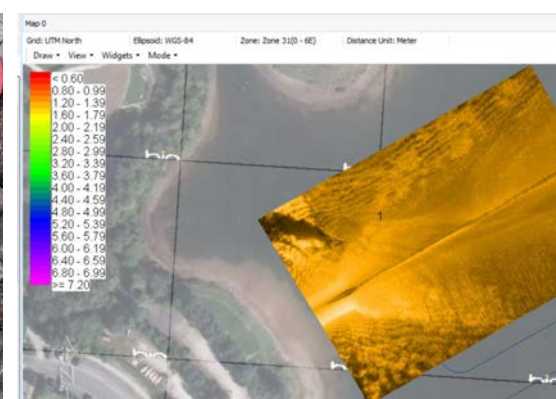 Map 0
Grid: UTM North Elipsoid: WGS-84 Zone: Zone 31(0 - 6E) Distance Unit: Meter
Draw View Widgets Mode
< 0.60
0.80 - 0.99
1.20 - 1.39
1.60 - 1.79
2.00 - 2.19
2.40 - 2.59
2.80 - 2.99
3.20 - 3.39
3.60 - 3.79
4.00 - 4.19
4.40 - 4.59
4.80 - 4.99
5.20 - 5.39
5.60 - 5.79
6.00 - 6.19
6.40 - 6.59
6.80 - 6.99
>= 7.20
1